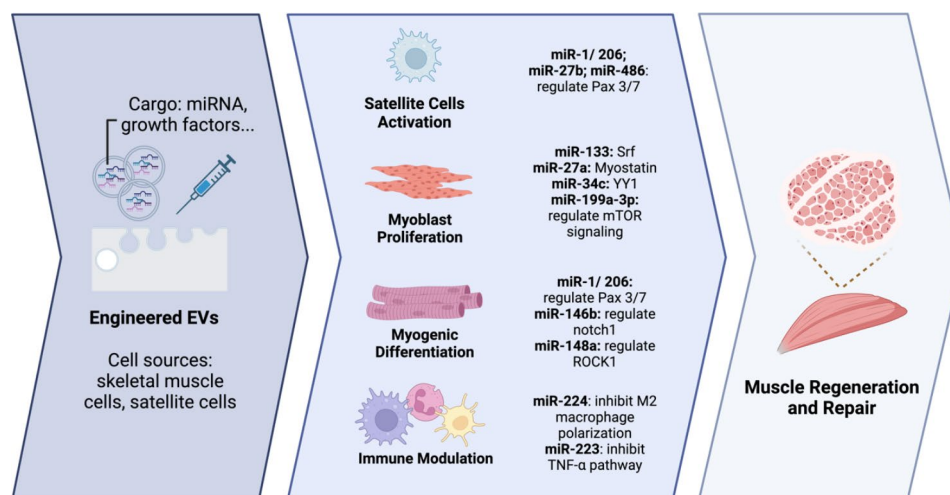 Cargo: miRNA,
growth factors...
Engineered EVs
Cell sources:
skeletal muscle
cells, satellite cells
Satellite Cells
Activation
miR-1/ 206;
miR-27b; miR-486:
regulate Pax 3/7
Myoblast
Proliferation
miR-133: Srf
miR-27a: Myostatin
miR-34c: YY1
miR-199a-3p:
regulate mTOR
signaling
Myogenic
Differentiation
miR-1/ 206:
regulate Pax 3/7
miR-146b: regulate
notch1
miR-148a: regulate
ROCK1
Immune Modulation
miR-224: inhibit M2
macrophage
polarization
miR-223: inhibit
TNF-α pathway
Muscle Regeneration
and Repair